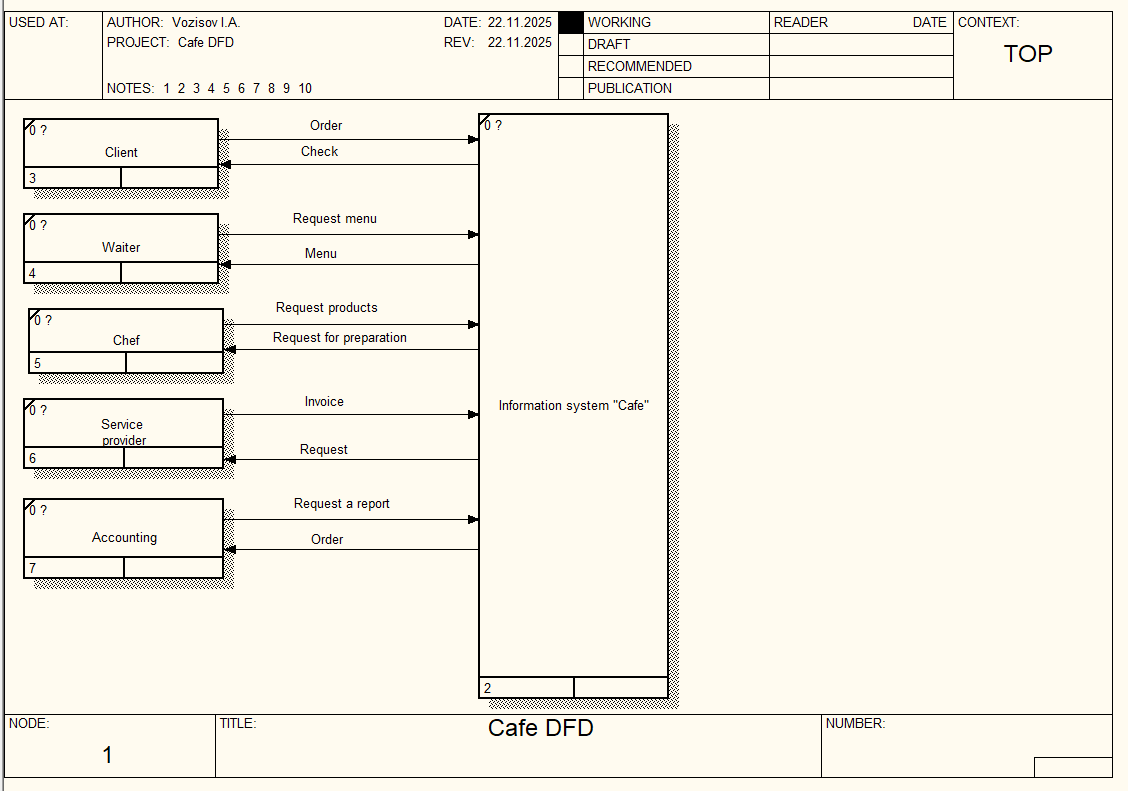 USED AT:
AUTHOR: Vozisov I.A.
DATE: 22.11.2025
PROJECT: Cafe DFD
REV: 22.11.2025
NOTES: 1 2 3 4 5 6 7 8 9 10
WORKING
DRAFT
RECOMMENDED
PUBLICATION
READER
DATE
CONTEXT:
TOP
0 ?
Client
3
Order
Check
0 ?
Waiter
4
Request menu
Menu
0 ?
Chef
5
Request products
Request for preparation
0 ?
Service
provider
6
Invoice
Request
0 ?
Accounting
7
Request a report
Order
0 ?
Information system "Cafe"
2
NODE:
1
TITLE:
Cafe DFD
NUMBER: